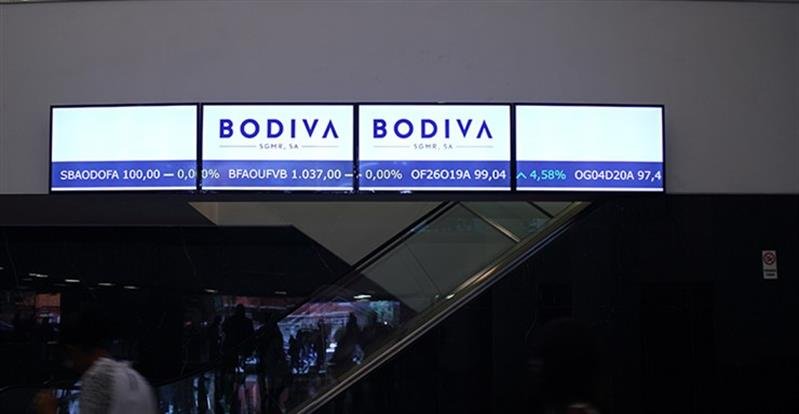 BODIVA
SGMR, SA
BODIVA
SGMR, SA
SBAODOFA 100,00 — 0,00% BFAOUFVB 1.037,00 — 0,00% OF26O19A 99,04 ^ 4,58% OG04D20A 97,4